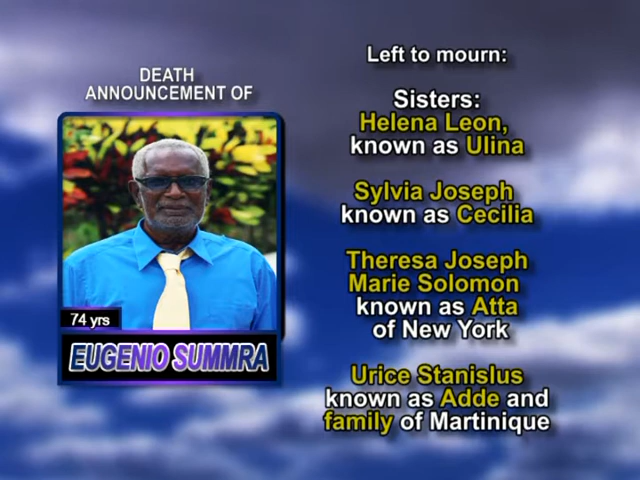 DEATH
ANNOUNCEMENT OF
74 yrs
EUGENIO SUMMRA
Left to mourn:
Sisters:
Helena Leon,
known as Ulina
Sylvia Joseph
known as Cecilia
Theresa Joseph
Marie Solomon
known as Atta
of New York
Urice Stanislus
known as Adde and
family of Martinique